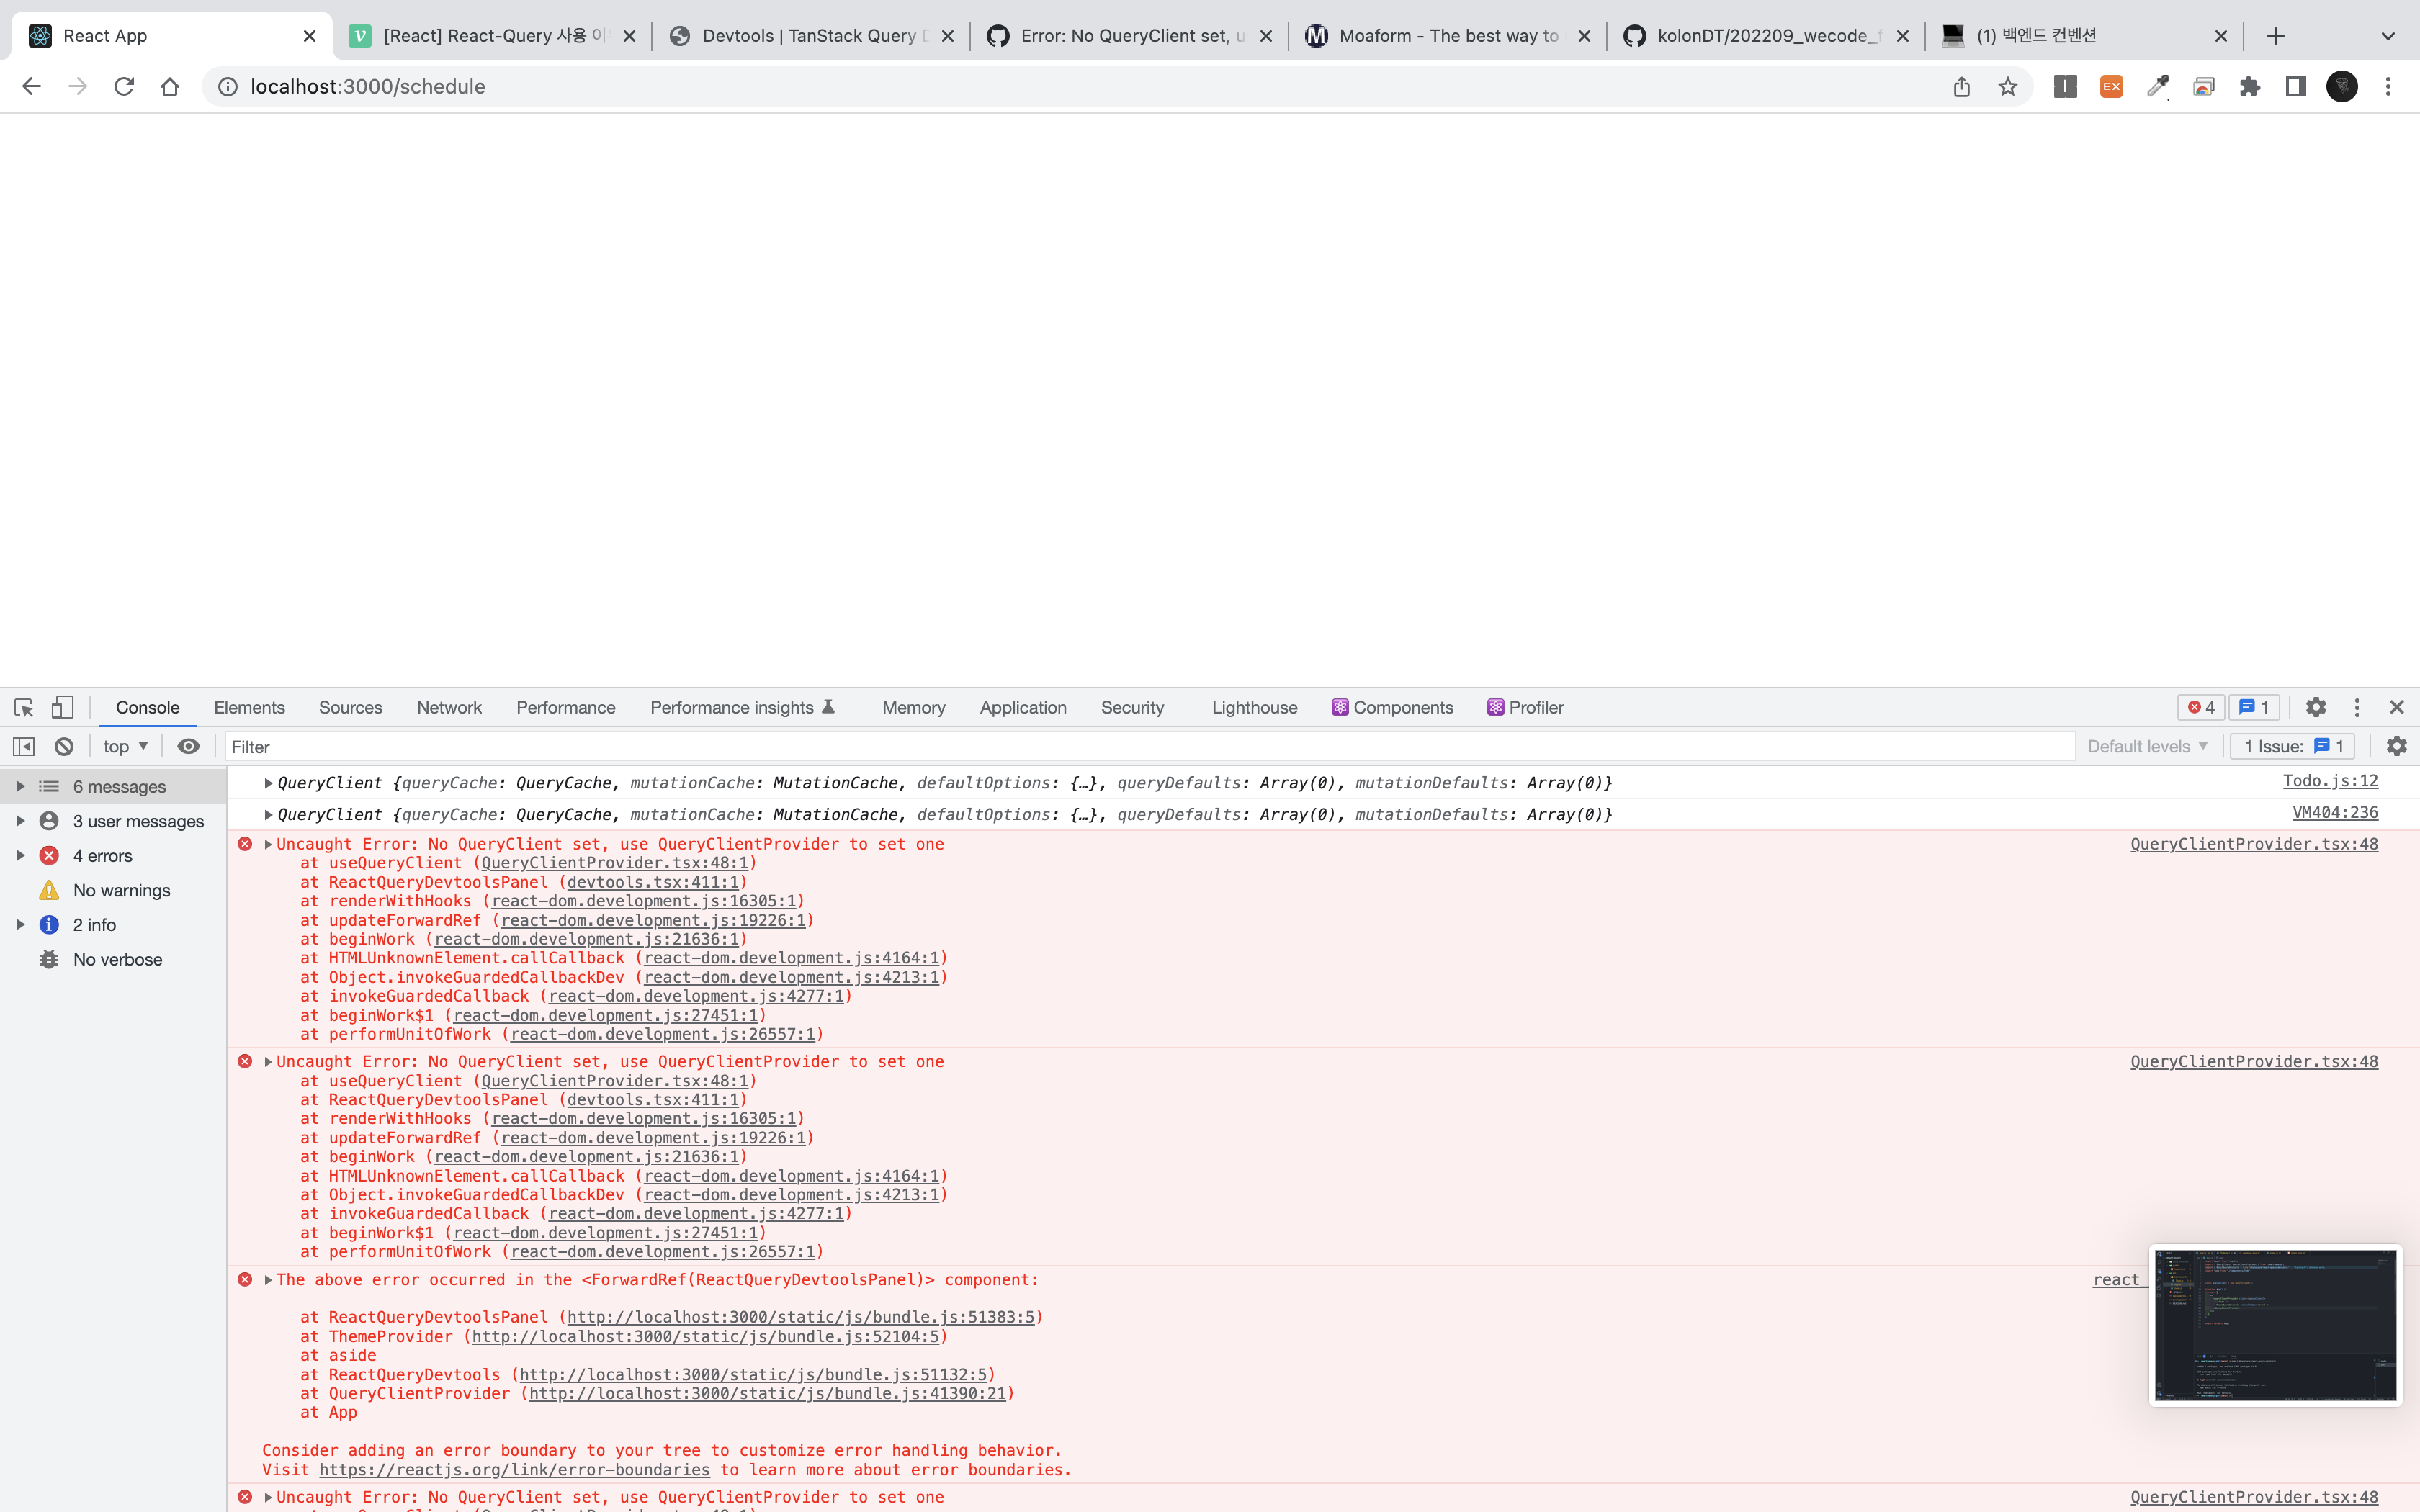 React App
[React] React-Query 사용 이
Devtools | TanStack Query D
Error: No QueryClient set, u
Moaform - The best way to
kolonDT/202209_wecode_f
(1) 백엔드 컨벤션
localhost:3000/schedule
EX
Console Elements Sources Network Performance Performance insights Memory Application Security Lighthouse Components Profiler 4 1
top Filter Default levels 1 Issue: 1
6 messages
3 user messages
4 errors
No warnings
2 info
No verbose
QueryClient {queryCache: QueryCache, mutationCache: MutationCache, defaultOptions: {…}, queryDefaults: Array(0), mutationDefaults: Array(0)} Todo.js:12
QueryClient {queryCache: QueryCache, mutationCache: MutationCache, defaultOptions: {…}, queryDefaults: Array(0), mutationDefaults: Array(0)} VM404:236
Uncaught Error: No QueryClient set, use QueryClientProvider to set one QueryClientProvider.tsx:48
at useQueryClient (QueryClientProvider.tsx:48:1)
at ReactQueryDevtoolsPanel (devtools.tsx:411:1)
at renderWithHooks (react-dom.development.js:16305:1)
at updateForwardRef (react-dom.development.js:19226:1)
at beginWork (react-dom.development.js:21636:1)
at HTMLUnknownElement.callCallback (react-dom.development.js:4164:1)
at Object.invokeGuardedCallbackDev (react-dom.development.js:4213:1)
at invokeGuardedCallback (react-dom.development.js:4277:1)
at beginWork$1 (react-dom.development.js:27451:1)
at performUnitOfWork (react-dom.development.js:26557:1)
Uncaught Error: No QueryClient set, use QueryClientProvider to set one QueryClientProvider.tsx:48
at useQueryClient (QueryClientProvider.tsx:48:1)
at ReactQueryDevtoolsPanel (devtools.tsx:411:1)
at renderWithHooks (react-dom.development.js:16305:1)
at updateForwardRef (react-dom.development.js:19226:1)
at beginWork (react-dom.development.js:21636:1)
at HTMLUnknownElement.callCallback (react-dom.development.js:4164:1)
at Object.invokeGuardedCallbackDev (react-dom.development.js:4213:1)
at invokeGuardedCallback (react-dom.development.js:4277:1)
at beginWork$1 (react-dom.development.js:27451:1)
at performUnitOfWork (react-dom.development.js:26557:1)
The above error occurred in the <ForwardRef(ReactQueryDevtoolsPanel)> component: react
at ReactQueryDevtoolsPanel (http://localhost:3000/static/js/bundle.js:51383:5)
at ThemeProvider (http://localhost:3000/static/js/bundle.js:52104:5)
at aside
at ReactQueryDevtools (http://localhost:3000/static/js/bundle.js:51132:5)
at QueryClientProvider (http://localhost:3000/static/js/bundle.js:41390:21)
at App
Consider adding an error boundary to your tree to customize error handling behavior.
Visit https://reactjs.org/link/error-boundaries to learn more about error boundaries.
Uncaught Error: No QueryClient set, use QueryClientProvider to set one QueryClientProvider.tsx:48